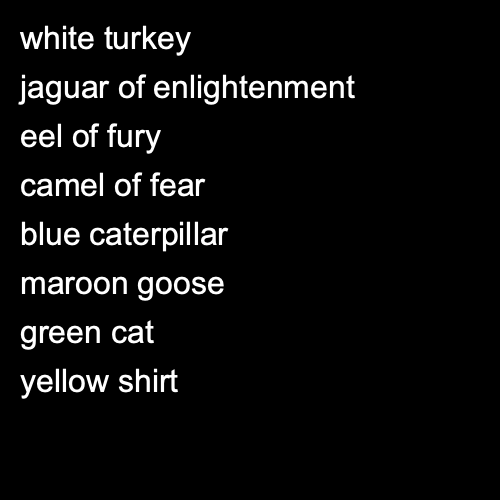 white turkey
jaguar of enlightenment
eel of fury
camel of fear
blue caterpillar
maroon goose
green cat
yellow shirt